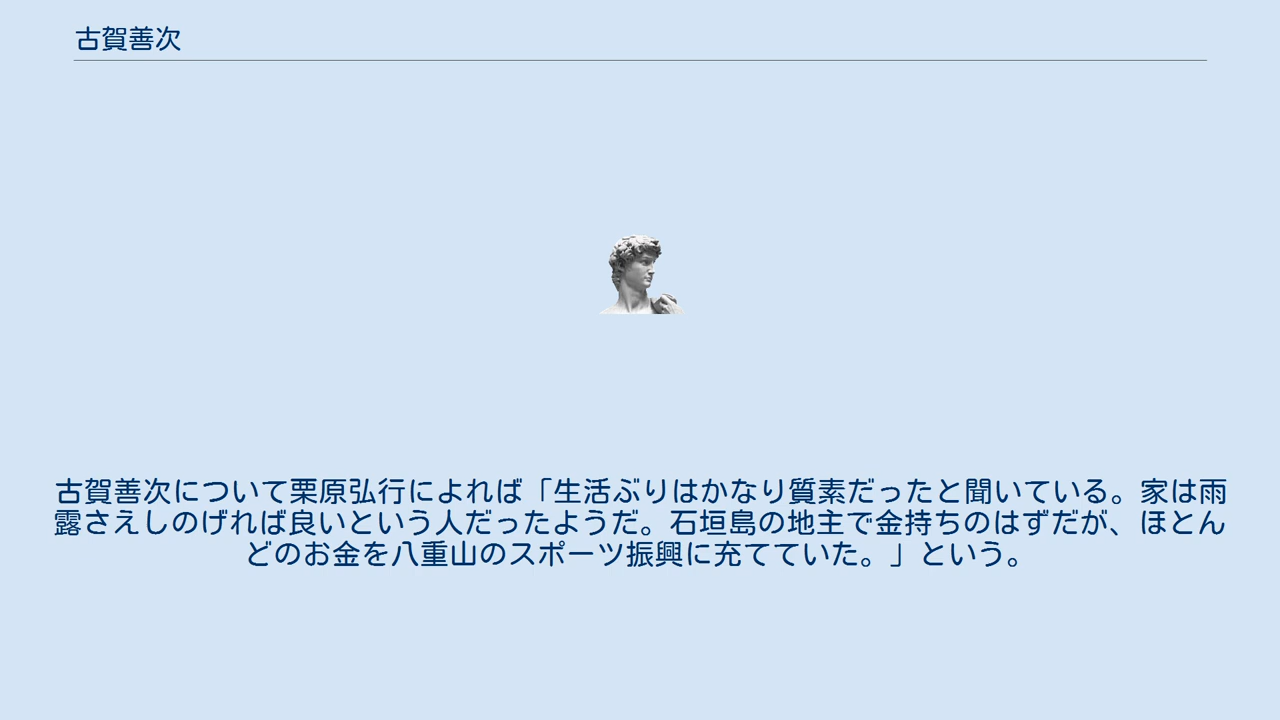 古賀善次
古賀善次について栗原弘行によれば「生活ぶりはかなり質素だったと聞いている。家は雨
露さえしのげれば良いという人だったようだ。石垣島の地主で金持ちのはずだが、ほとん
どのお金を八重山のスポーツ振興に充てていた。」という。